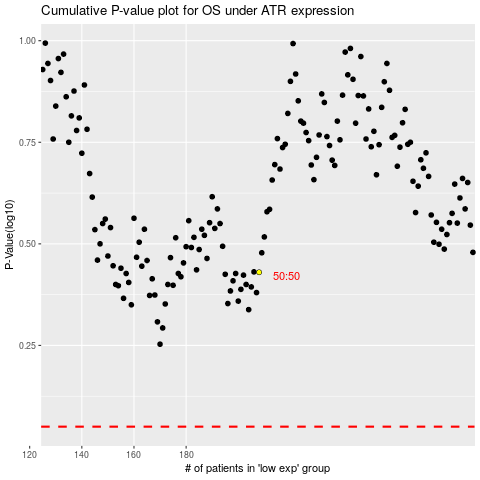 Cumulative P-value plot for OS under ATR expression
P-Value(log10)
1.00
0.75
0.50
0.25
50:50
120 140 160 180
# of patients in 'low exp' group